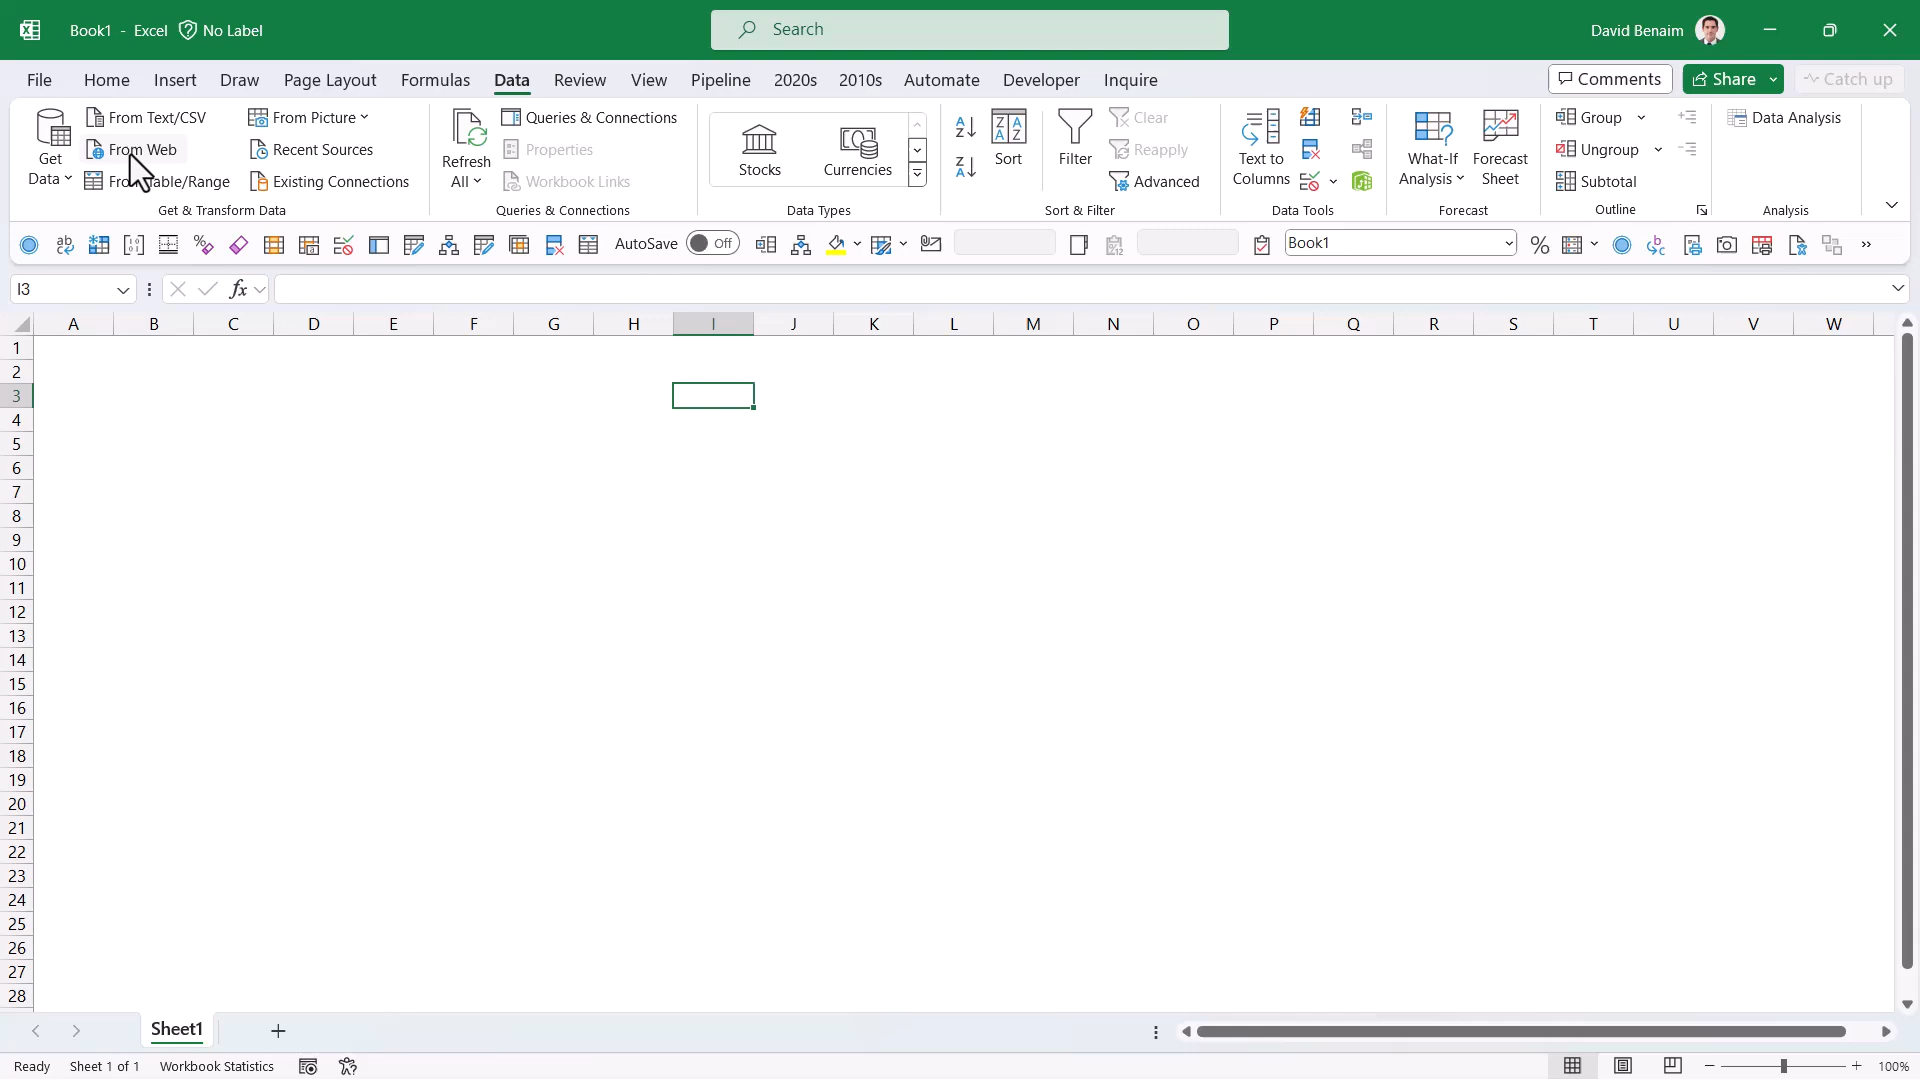 Book1 - Excel No Label
Search
David Benaim
File Home Insert Draw Page Layout Formulas Data Review View Pipeline 2020s 2010s Automate Developer Inquire
Comments Share Catch up
Get Data
From Text/CSV
From Web
From Table/Range
From Picture
Recent Sources
Existing Connections
Get & Transform Data
Refresh All
Queries & Connections
Properties
Workbook Links
Queries & Connections
Stocks
Currencies
Data Types
Sort
Filter
Clear
Reapply
Advanced
Sort & Filter
Text to Columns
Data Tools
What-If Analysis
Forecast Sheet
Forecast
Group
Ungroup
Subtotal
Outline
Data Analysis
Analysis
AutoSave Off
Book1
I3
fx
A B C D E F G H I J K L M N O P Q R S T U V W
1
2
3
4
5
6
7
8
9
10
11
12
13
14
15
16
17
18
19
20
21
22
23
24
25
26
27
28
Sheet1
Ready Sheet 1 of 1 Workbook Statistics
100%